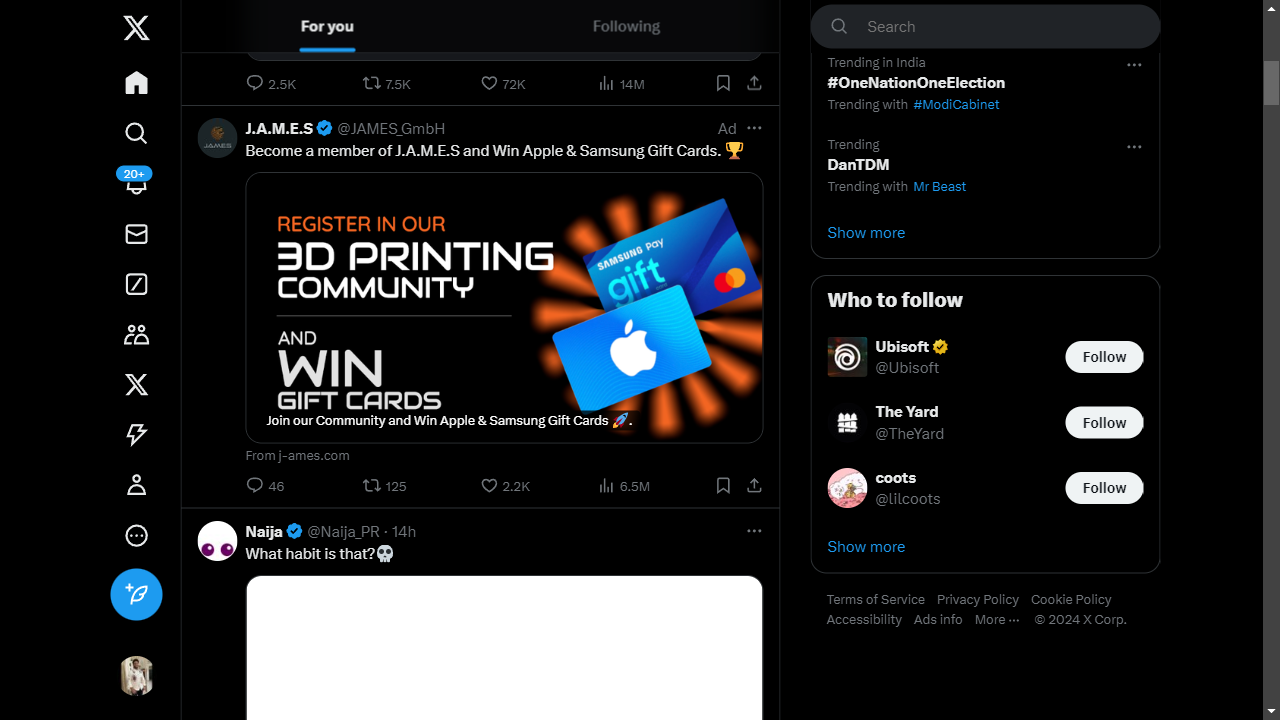 For you
Following
2.5K
7.5K
72K
14M
J.A.M.E.S @JAMES_GmbH
Ad
Become a member of J.A.M.E.S and Win Apple & Samsung Gift Cards. 🏆
JAMES
REGISTER IN OUR
3D PRINTING
COMMUNITY
AND
WIN
GIFT CARDS
SAMSUNG Pay
gift
Join our Community and Win Apple & Samsung Gift Cards 🚀.
From j-ames.com
46
125
2.2K
6.5M
Naija @Naija_PR · 14h
What habit is that?💀
20+
Search
Trending in India
#OneNationOneElection
Trending with #ModiCabinet
Trending
DanTDM
Trending with Mr Beast
Show more
Who to follow
Ubisoft
@Ubisoft
Follow
The Yard
@TheYard
Follow
coots
@lilcoots
Follow
Show more
Terms of Service Privacy Policy Cookie Policy
Accessibility Ads info More ··· © 2024 X Corp.